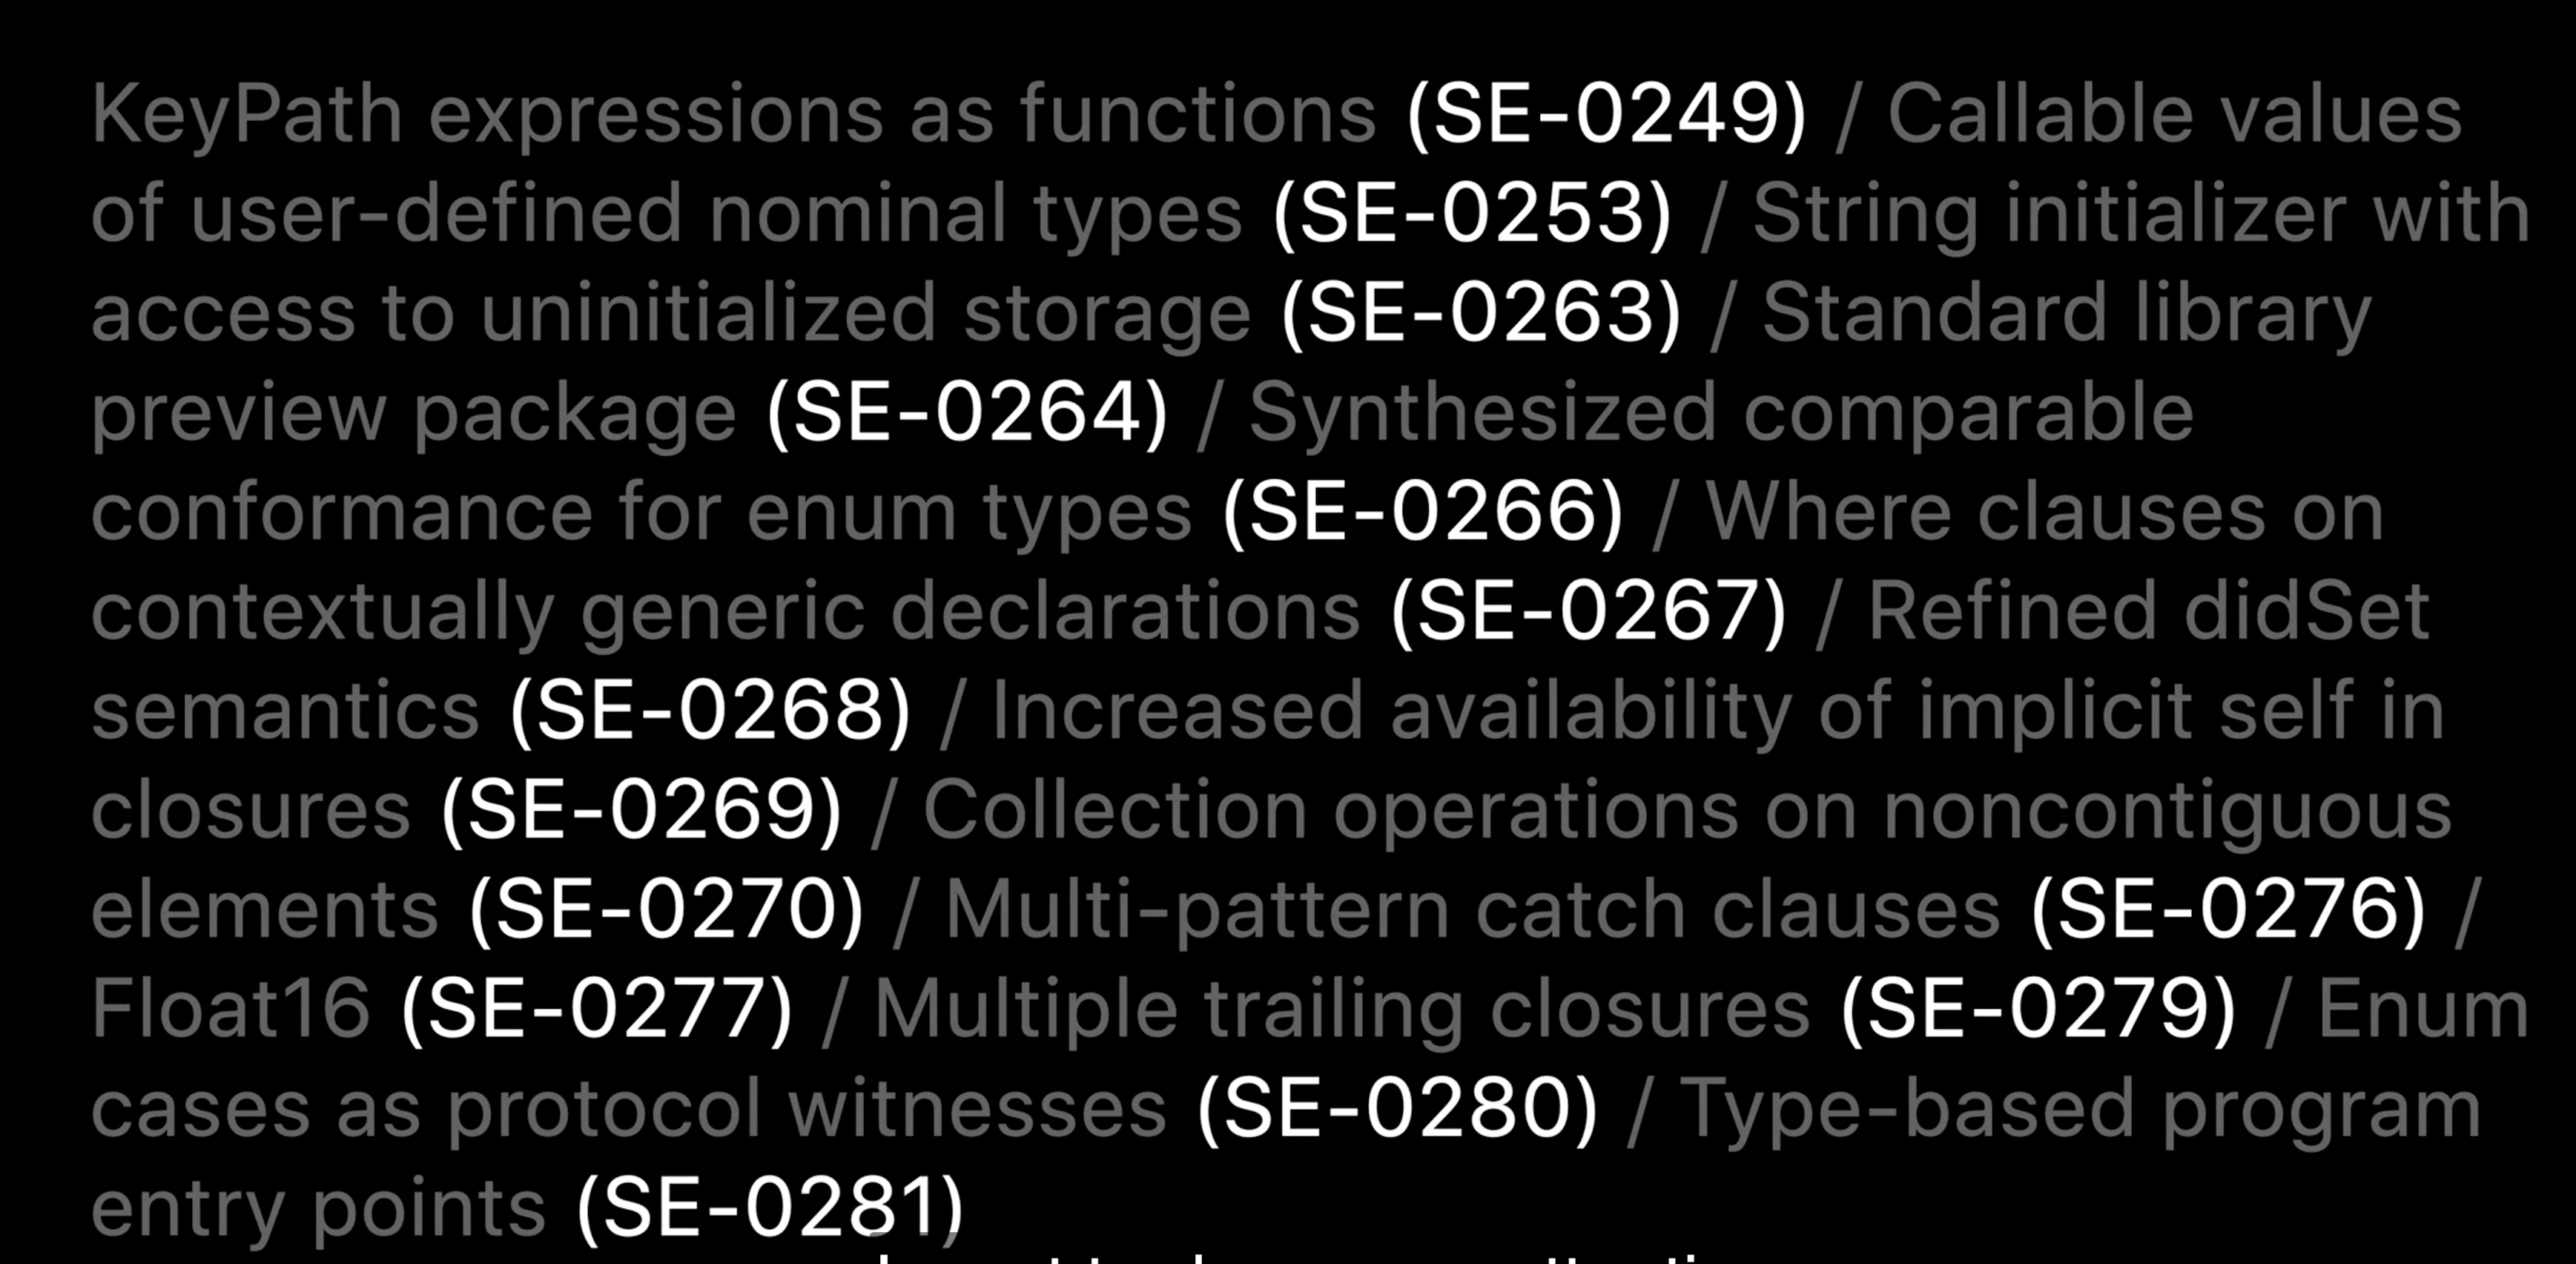 KeyPath expressions as functions (SE-0249) / Callable values
of user-defined nominal types (SE-0253) / String initializer with
access to uninitialized storage (SE-0263) / Standard library
preview package (SE-0264) / Synthesized comparable
conformance for enum types (SE-0266) / Where clauses on
contextually generic declarations (SE-0267) / Refined didSet
semantics (SE-0268) / Increased availability of implicit self in
closures (SE-0269) / Collection operations on noncontiguous
elements (SE-0270) / Multi-pattern catch clauses (SE-0276) /
Float16 (SE-0277) / Multiple trailing closures (SE-0279) / Enum
cases as protocol witnesses (SE-0280) / Type-based program
entry points (SE-0281)